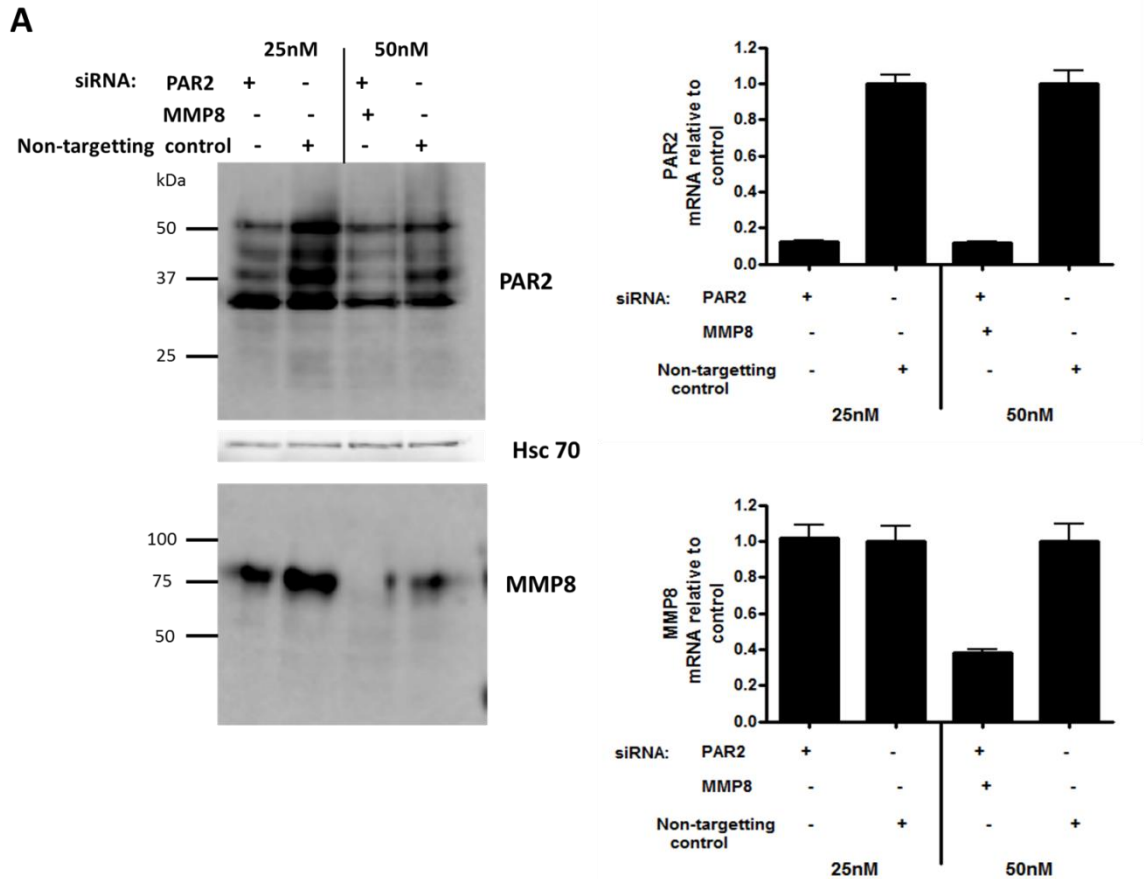 A
25nM 50nM
siRNA: PAR2 + - + -
MMP8 - - + -
Non-targetting control - + - +
kDa
50
37
25
PAR2
Hsc 70
100
75
50
MMP8
PAR2
mRNA relative to
control
1.2
1.0
0.8
0.6
0.4
0.2
0.0
siRNA: PAR2 + - + -
MMP8 - - + -
Non-targetting - + - +
control
25nM 50nM
MMP8
mRNA relative to
control
1.2
1.0
0.8
0.6
0.4
0.2
0.0
siRNA: PAR2 + - + -
MMP8 - - + -
Non-targetting - + - +
control
25nM 50nM